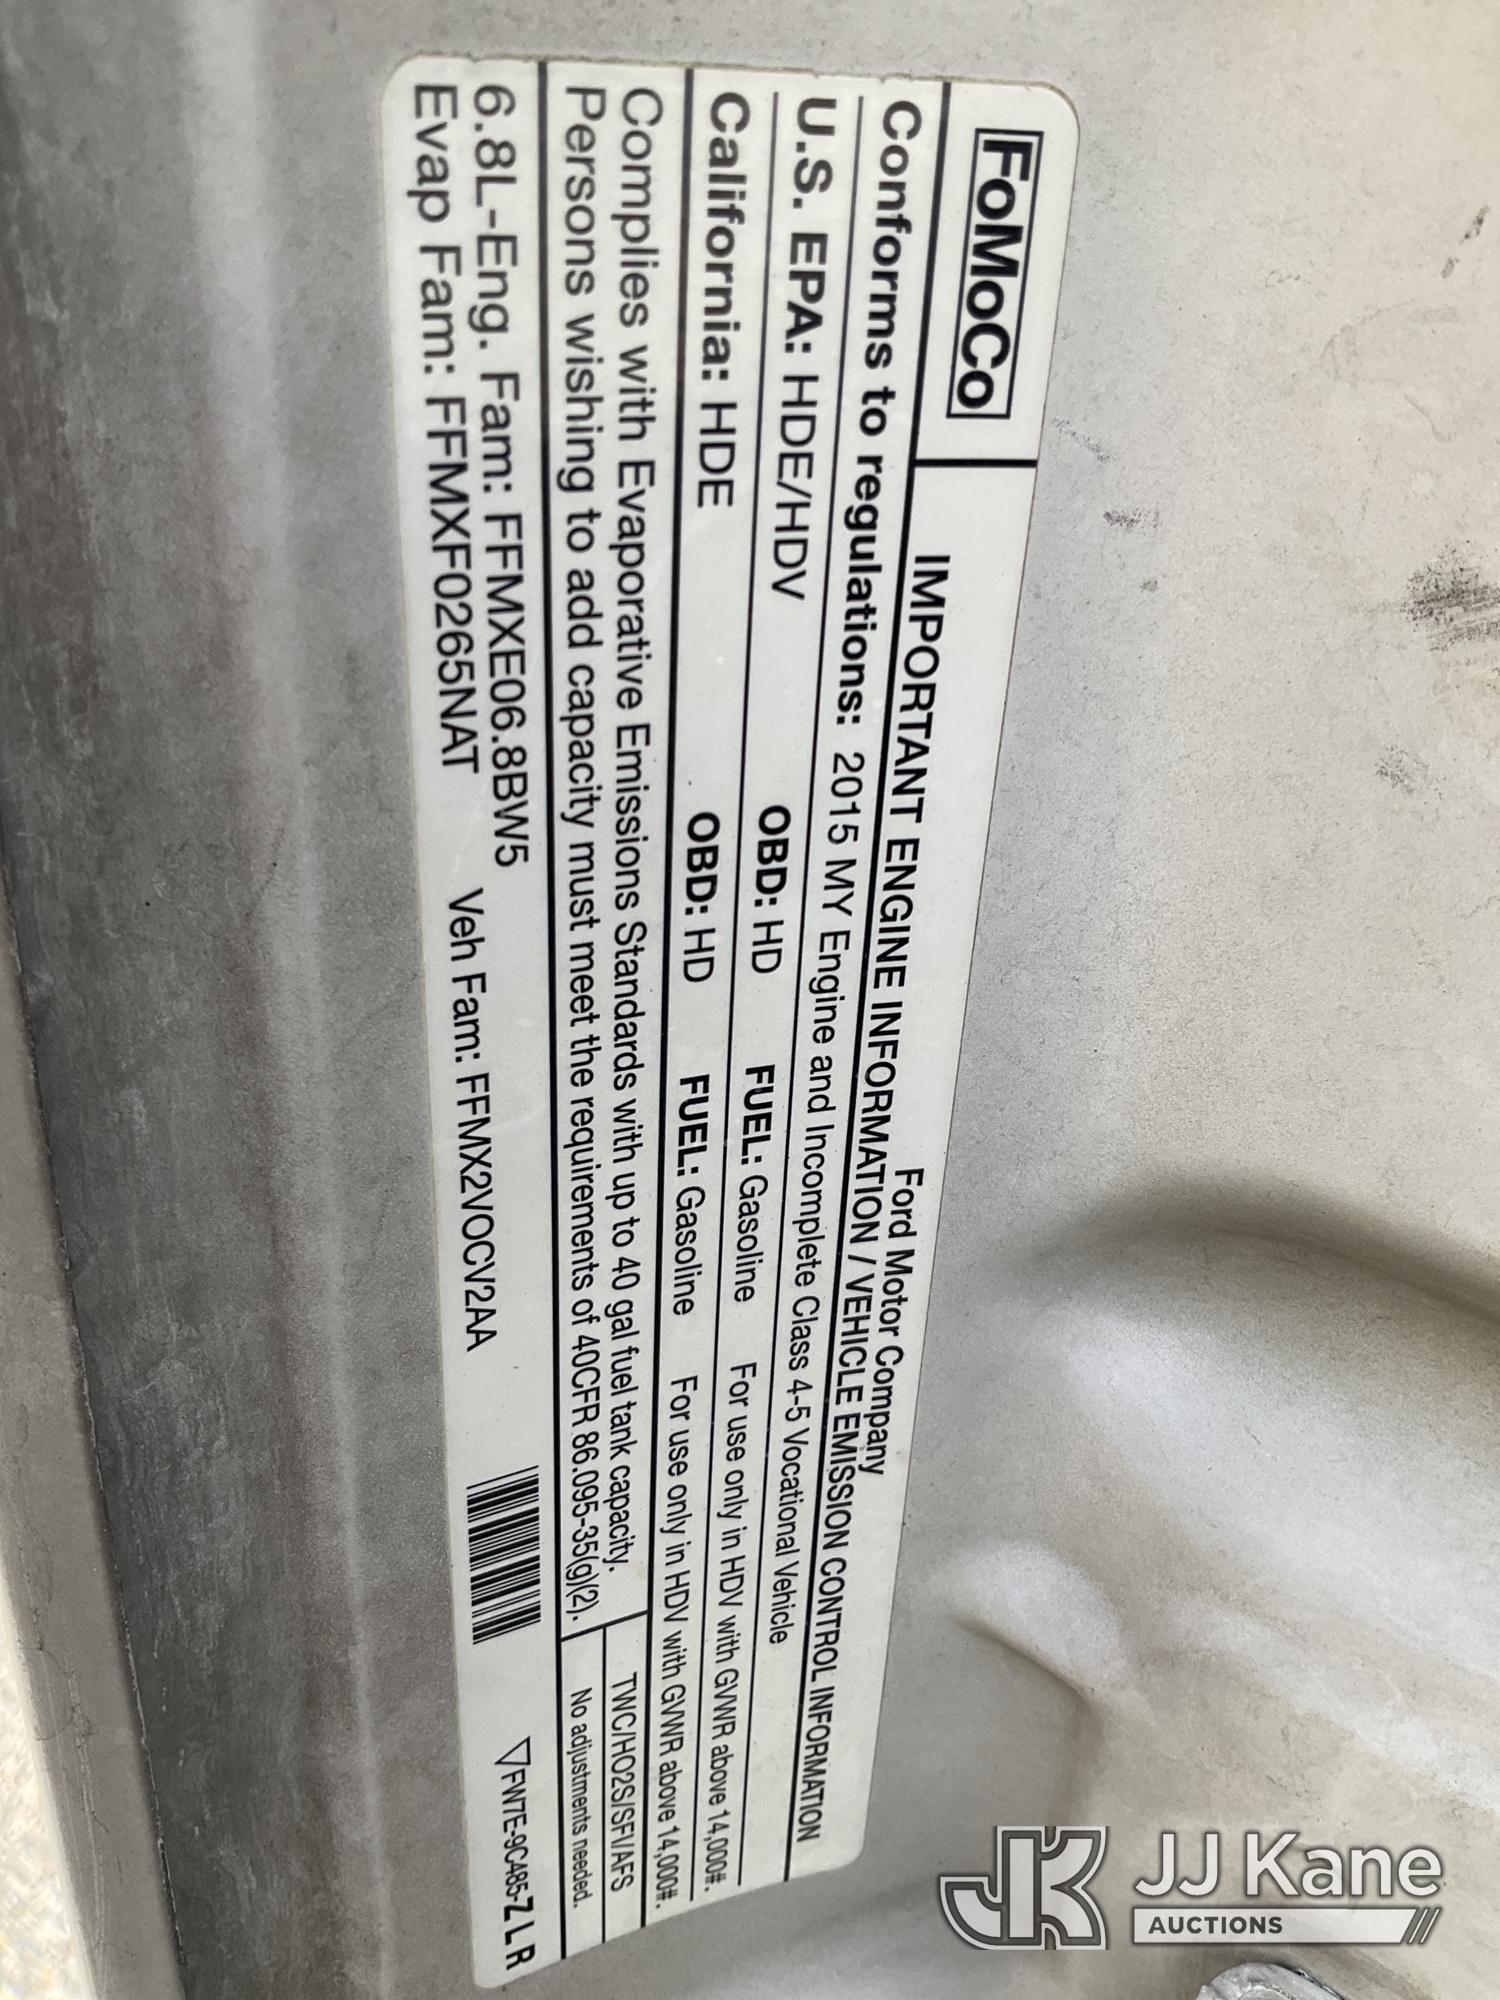 FoMoCo
Ford Motor Company
IMPORTANT ENGINE INFORMATION / VEHICLE EMISSION CONTROL INFORMATION
Conforms to regulations: 2015 MY Engine and Incomplete Class 4-5 Vocational Vehicle
U.S. EPA: HDE/HDV OBD: HD FUEL: Gasoline For use only in HDV with GVWR above 14,000#.
California: HDE OBD: HD FUEL: Gasoline For use only in HDV with GVWR above 14,000#.
Complies with Evaporative Emissions Standards with up to 40 gal fuel tank capacity.
Persons wishing to add capacity must meet the requirements of 40CFR 86.095-35(g)(2).
TWC/HO2S/SFI/AFS
No adjustments needed.
6.8L-Eng. Fam: FFMXE06.8BW5
Evap Fam: FFMXF0265NAT Veh Fam: FFMX2VOCV2AA
▽FW7E-9C485-ZLR
JK JJ Kane
AUCTIONS